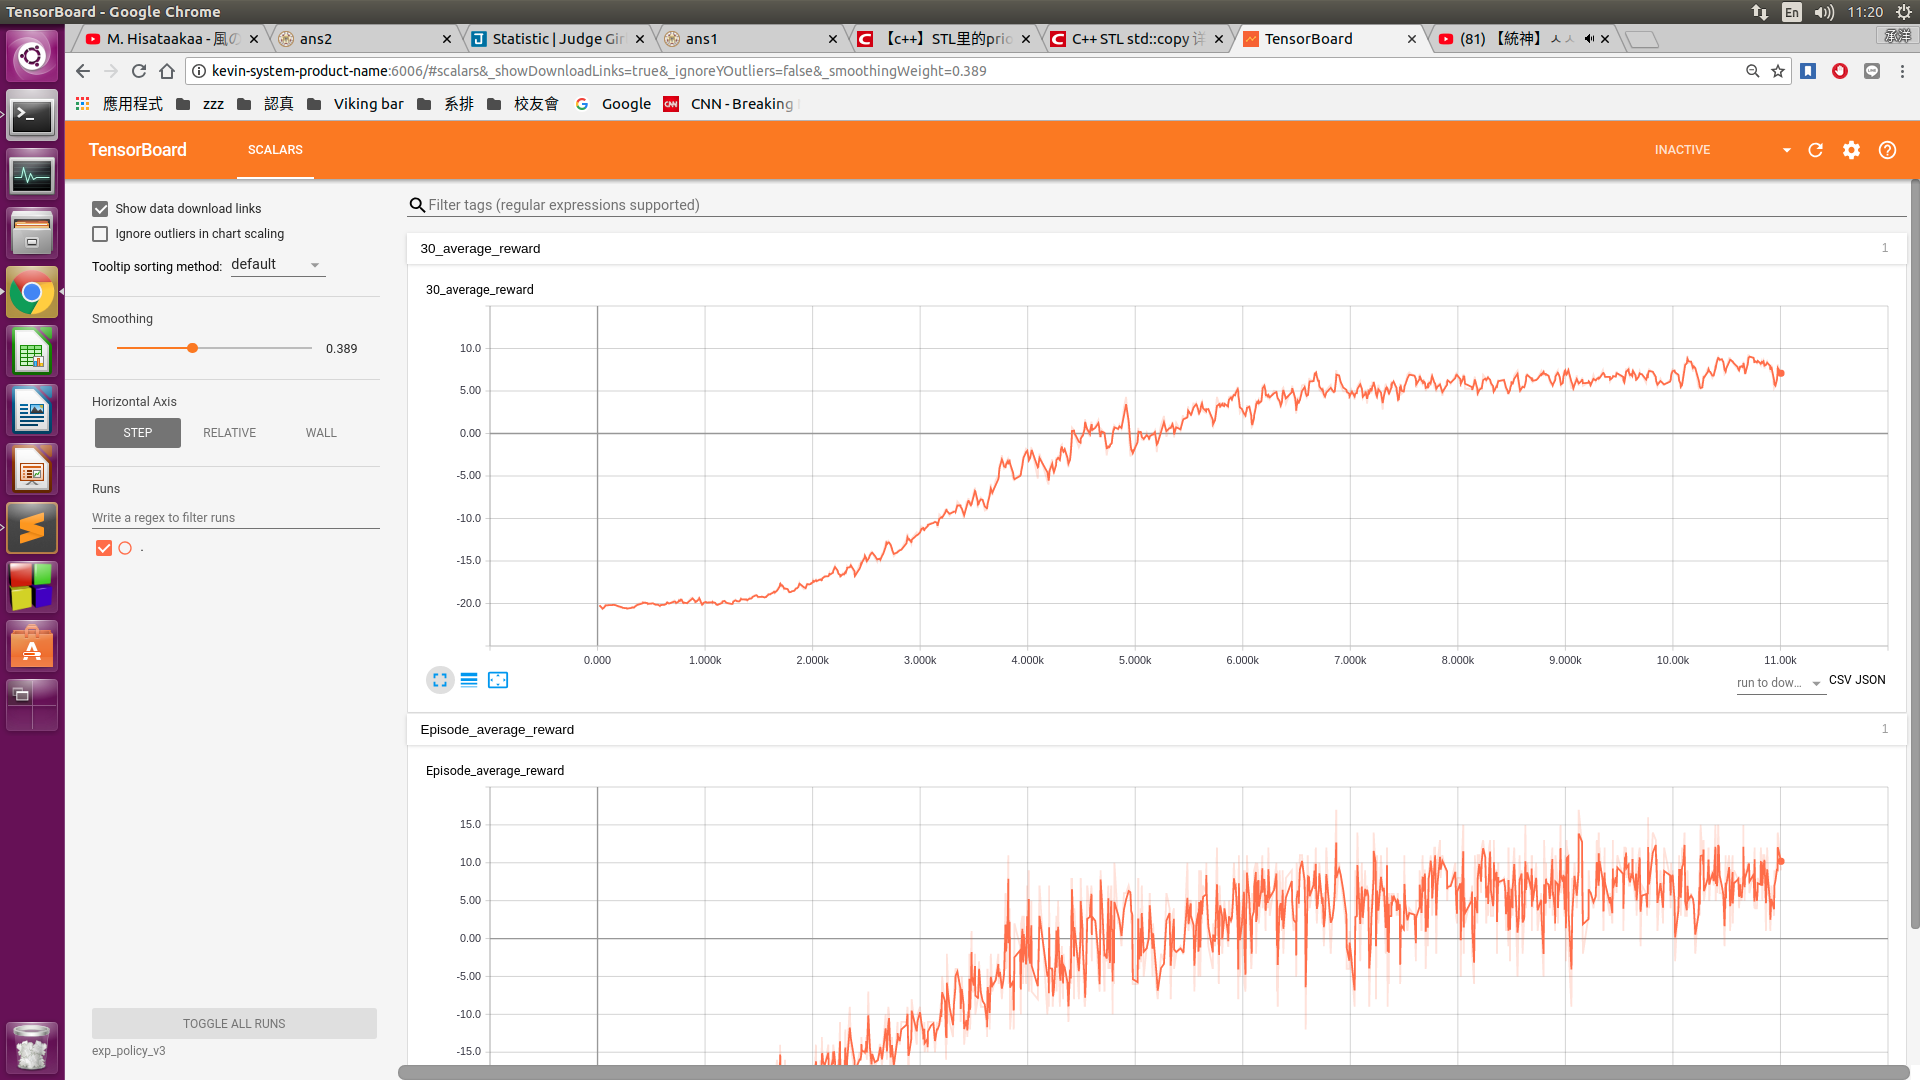 TensorBoard - Google Chrome
En
11:20
M. Hisataakaa - 風の
ans2
Statistic | Judge Gir
ans1
【c++】STL里的prio
C++ STL std::copy 详
TensorBoard
(81) 【統神】ㅅㅅ
承洋
kevin-system-product-name:6006/#scalars&_showDownloadLinks=true&_ignoreYOutliers=false&_smoothingWeight=0.389
應用程式
zzz
認真
Viking bar
系排
校友會
Google
CNN - Breaking
TensorBoard
SCALARS
INACTIVE
Show data download links
Ignore outliers in chart scaling
Tooltip sorting method: default
Smoothing
0.389
Horizontal Axis
STEP RELATIVE WALL
Runs
Write a regex to filter runs
.
TOGGLE ALL RUNS
exp_policy_v3
Filter tags (regular expressions supported)
30_average_reward
1
30_average_reward
10.0
5.00
0.00
-5.00
-10.0
-15.0
-20.0
0.000 1.000k 2.000k 3.000k 4.000k 5.000k 6.000k 7.000k 8.000k 9.000k 10.00k 11.00k
run to dow... CSV JSON
Episode_average_reward
1
Episode_average_reward
15.0
10.0
5.00
0.00
-5.00
-10.0
-15.0